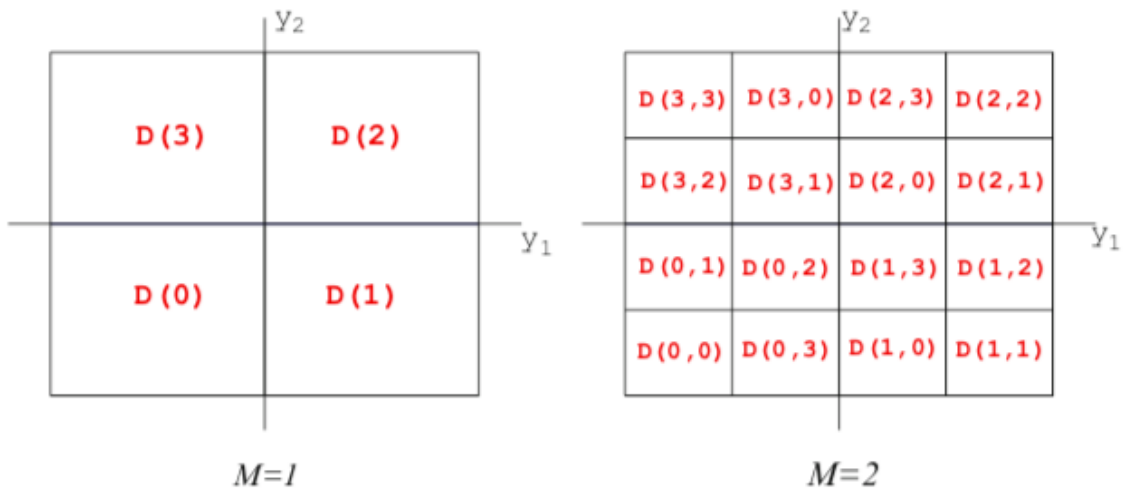 y2
D(3) D(2)
y1
D(0) D(1)
M=1
y2
D(3,3) D(3,0) D(2,3) D(2,2)
D(3,2) D(3,1) D(2,0) D(2,1)
y1
D(0,1) D(0,2) D(1,3) D(1,2)
D(0,0) D(0,3) D(1,0) D(1,1)
M=2